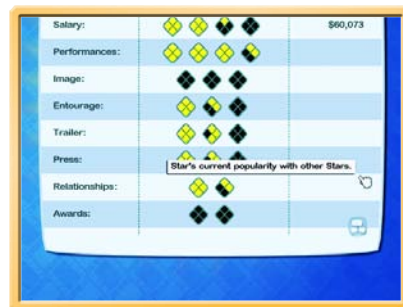 Salary: $60,073
Performances:
Image:
Entourage:
Trailer:
Press:
Star's current popularity with other Stars.
Relationships:
Awards: